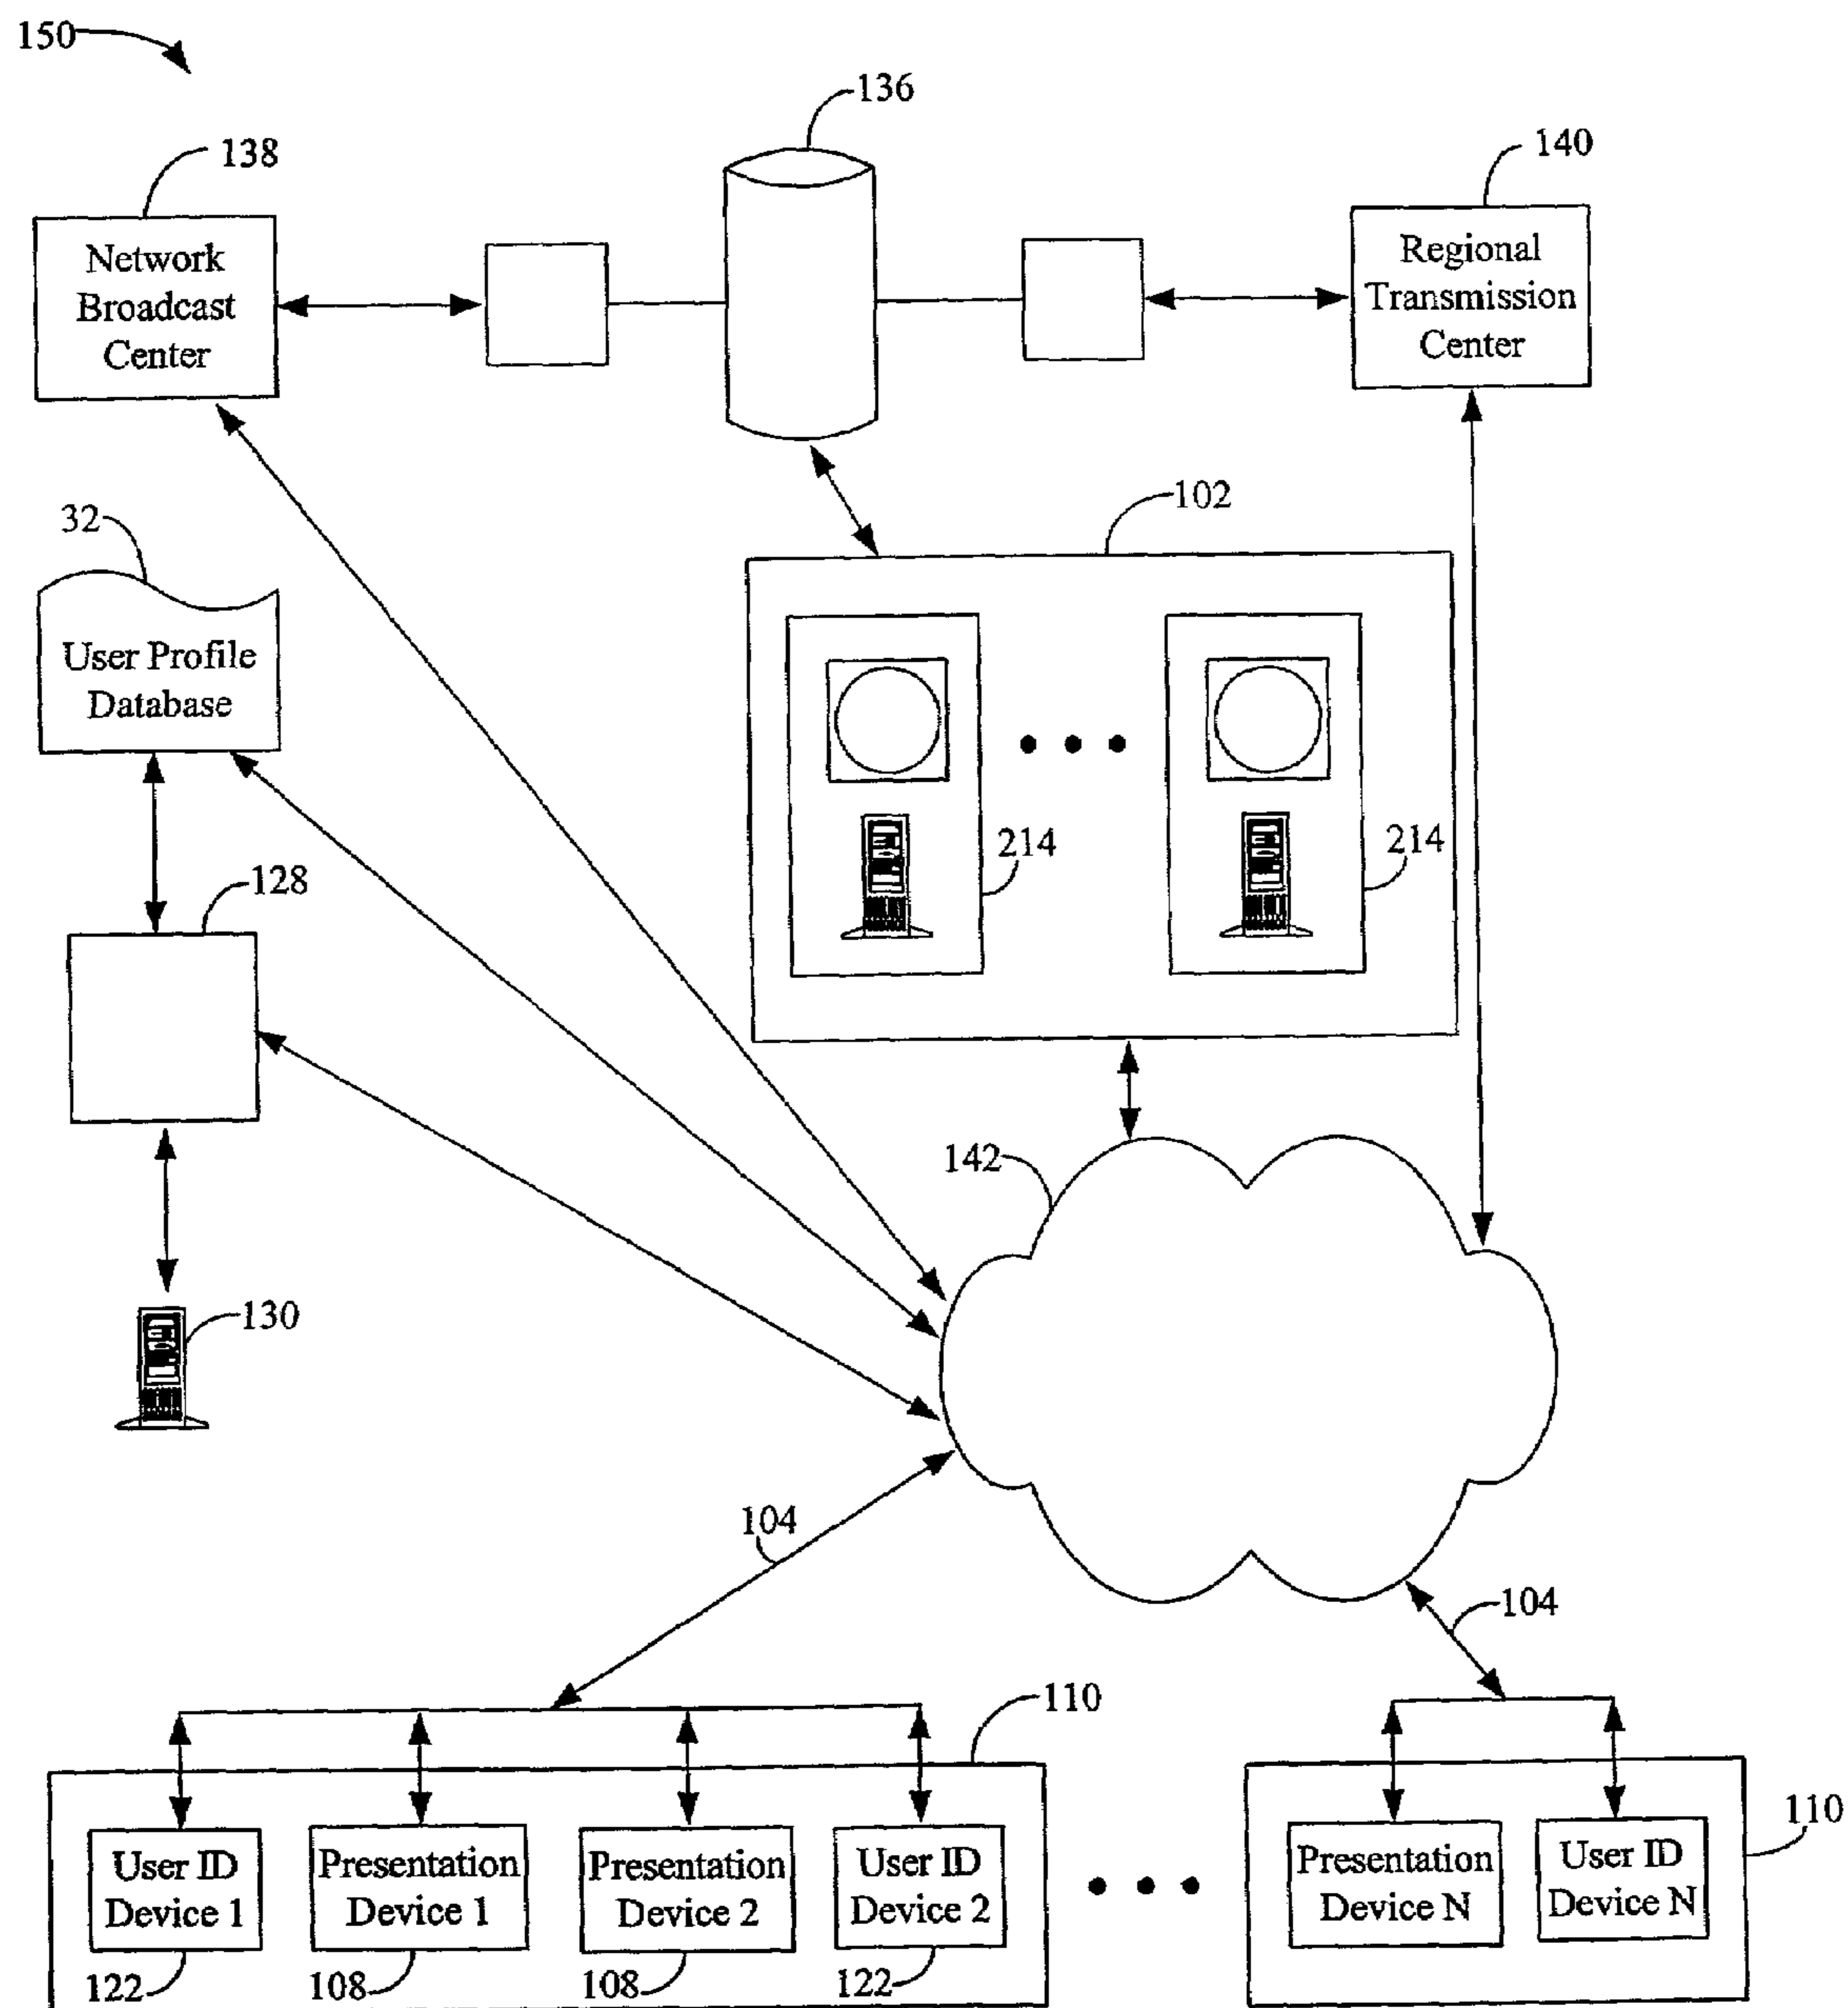 150
136
138
140
Network
Broadcast
Center
Regional
Transmission
Center
102
32
User Profile
Database
214
214
128
142
130
104
104
110
110
User ID
Device 1
Presentation
Device 1
Presentation
Device 2
User ID
Device 2
Presentation
Device N
User ID
Device N
122
108
108
122